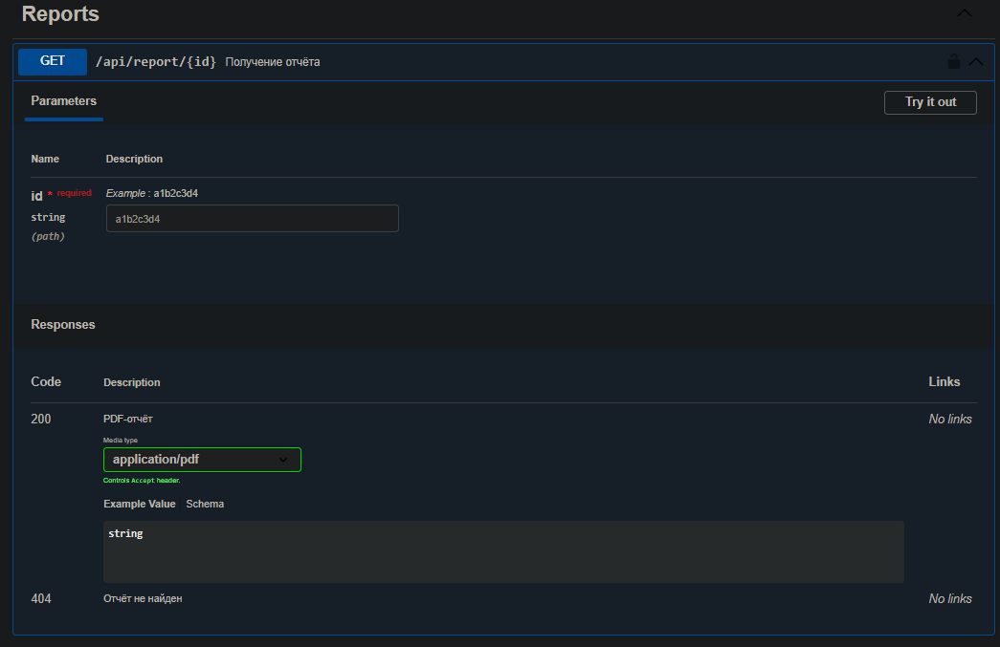 Reports
GET /api/report/{id} Получение отчёта
Parameters
Try it out
Name Description
id * required
string
(path)
Example : a1b2c3d4
a1b2c3d4
Responses
Code Description Links
200 PDF-отчёт No links
Media type
application/pdf
Controls Accept header.
Example Value Schema
string
404 Отчёт не найден No links